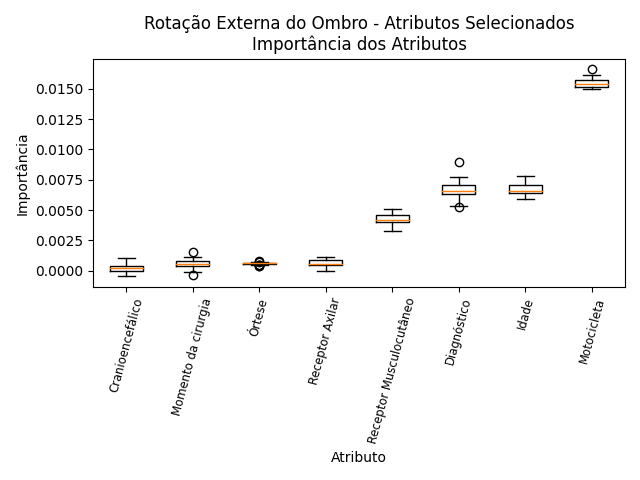 Rotação Externa do Ombro - Atributos Selecionados
Importância dos Atributos
Importância
0.0150
0.0125
0.0100
0.0075
0.0050
0.0025
0.0000
Cranioencefálico
Momento da cirurgia
Órtese
Receptor Axilar
Receptor Musculocutâneo
Diagnóstico
Idade
Motocicleta
Atributo